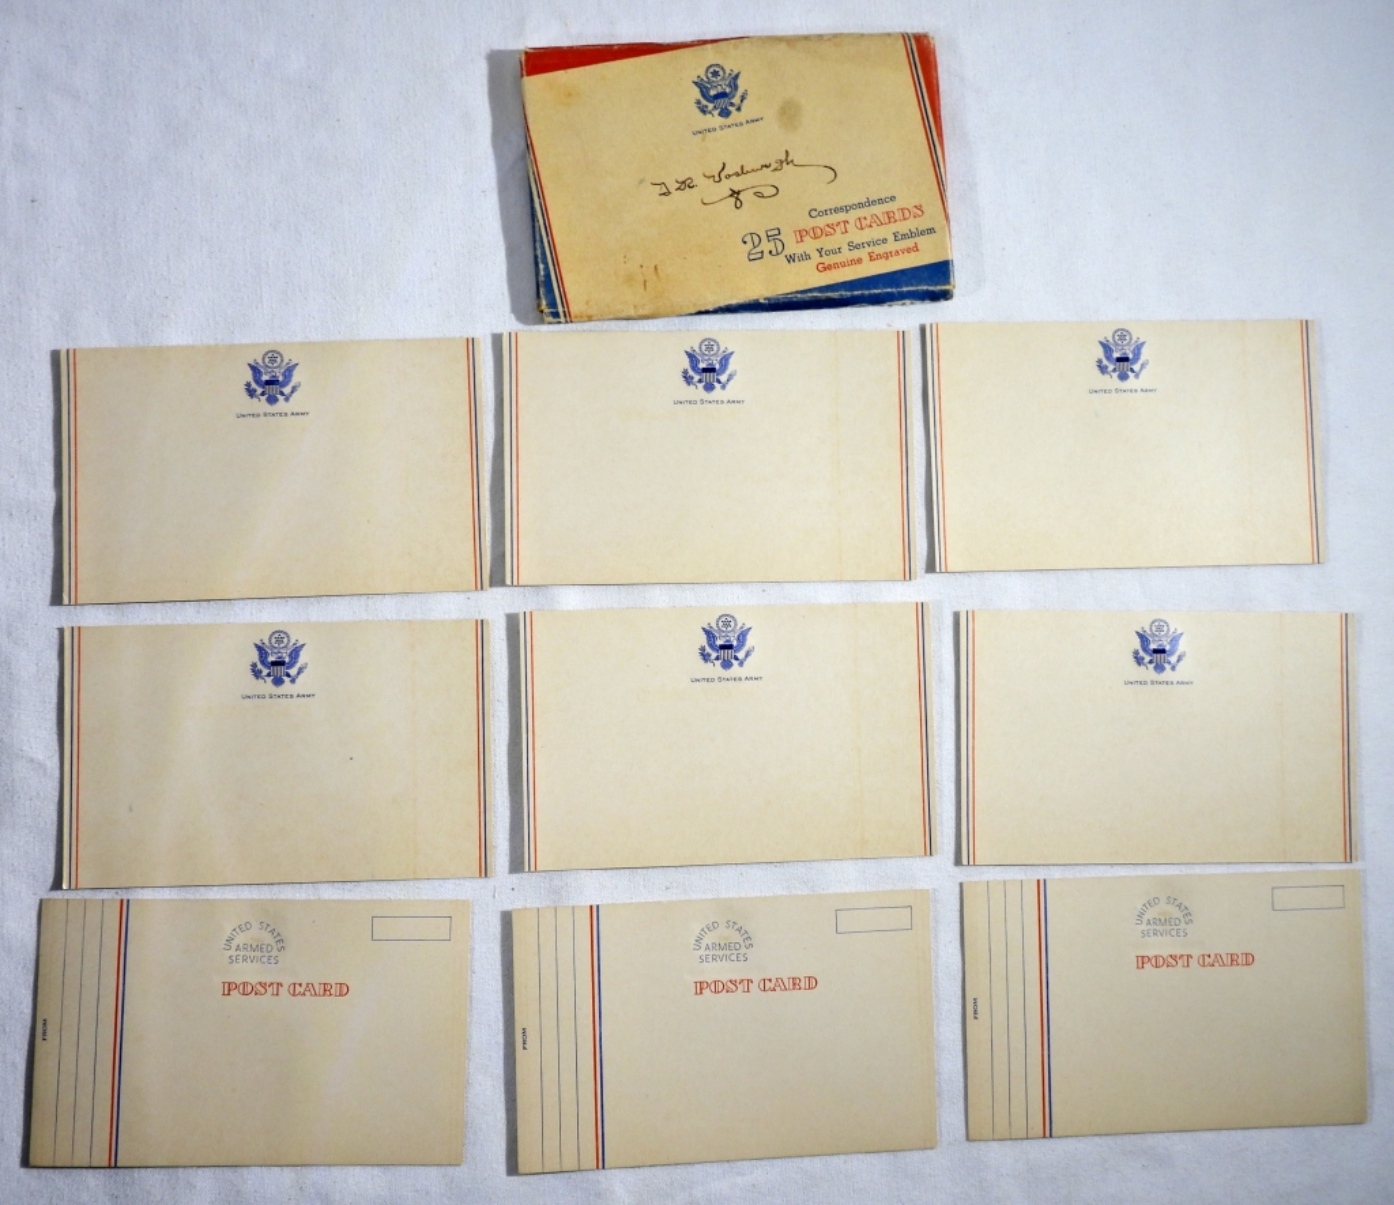 UNITED STATES ARMY
Vosburgh
Correspondence
25 POST CARDS
With Your Service Emblem
Genuine Engraved
UNITED STATES ARMY
UNITED STATES ARMY
UNITED STATES ARMY
UNITED STATES ARMY
UNITED STATES ARMY
UNITED STATES ARMY
UNITED STATES
ARMED
SERVICES
POST CARD
FROM
UNITED STATES
ARMED
SERVICES
POST CARD
FROM
UNITED STATES
ARMED
SERVICES
POST CARD
FROM